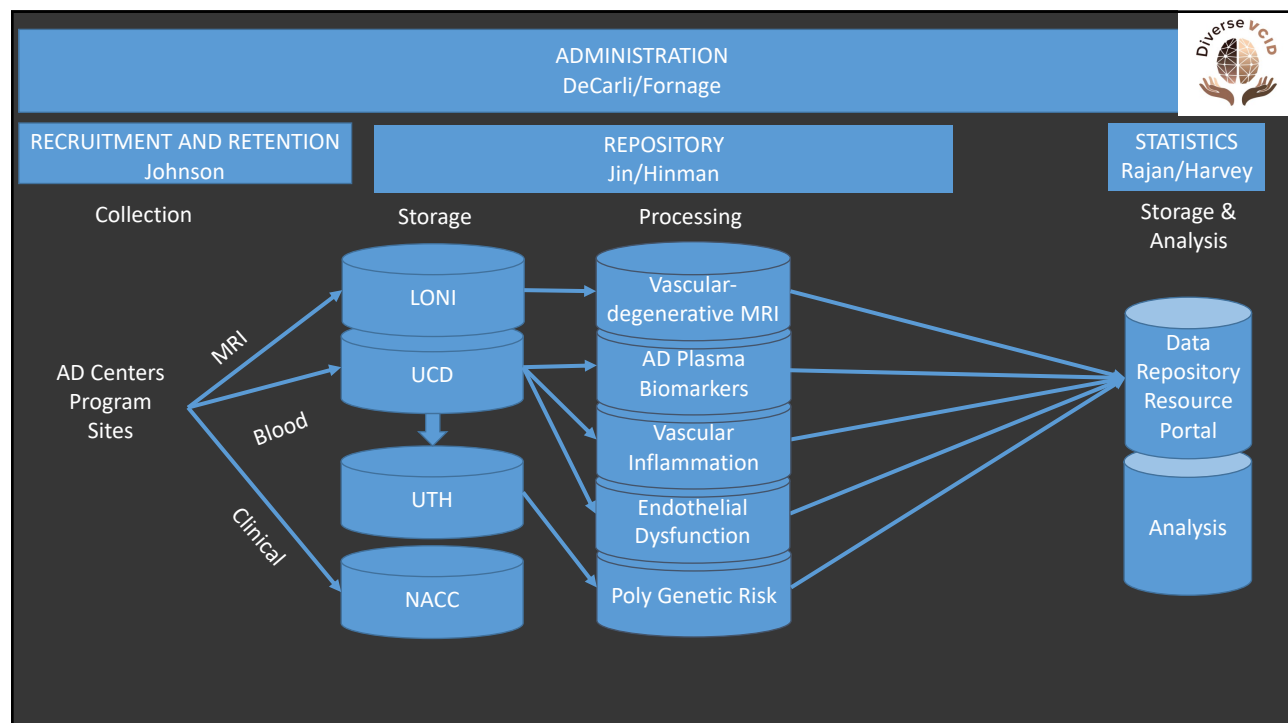 ADMINISTRATION
DeCarli/Fornage
Diverse VCID
RECRUITMENT AND RETENTION
Johnson
REPOSITORY
Jin/Hinman
STATISTICS
Rajan/Harvey
Collection
Storage
Processing
Storage &
Analysis
LONI
Vascular-
degenerative MRI
MRI
AD Centers
Program
Sites
UCD
AD Plasma
Biomarkers
Data
Repository
Resource
Portal
Blood
Vascular
Inflammation
UTH
Endothelial
Dysfunction
Analysis
Clinical
NACC
Poly Genetic Risk